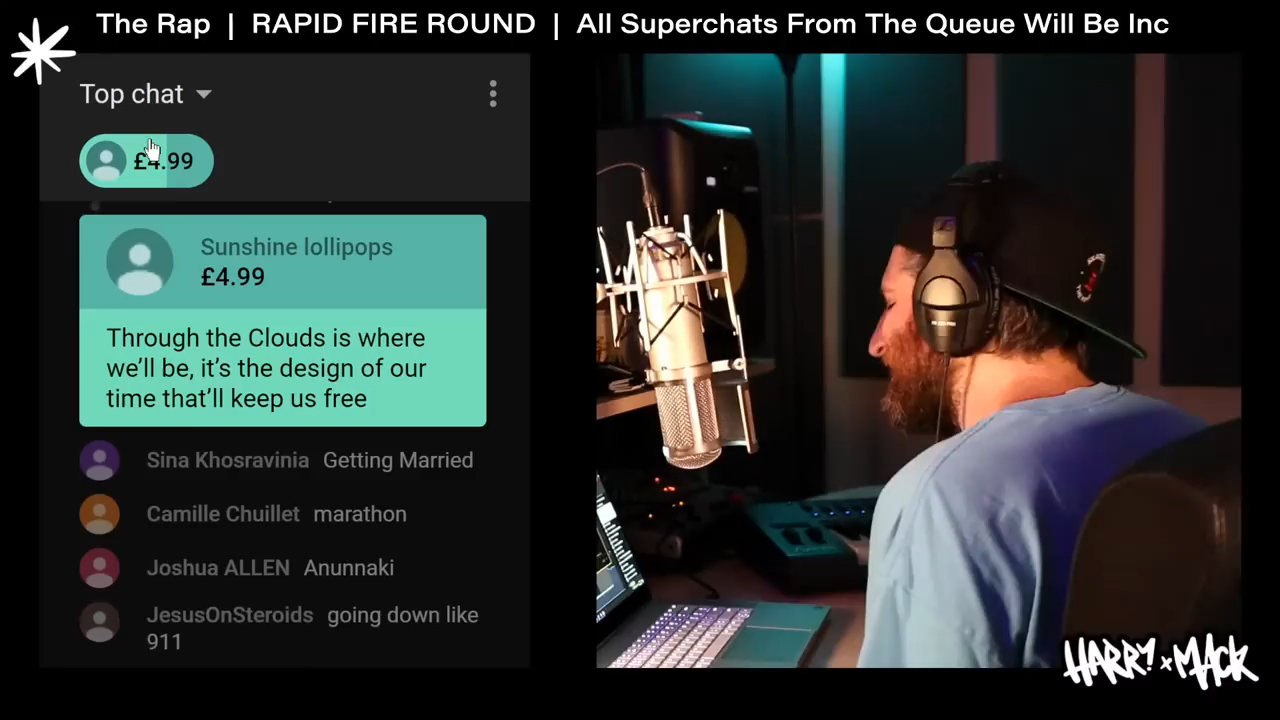 The Rap | RAPID FIRE ROUND | All Superchats From The Queue Will Be Inc
Top chat
£4.99
Sunshine lollipops
£4.99
Through the Clouds is where
we'll be, it's the design of our
time that'll keep us free
Sina Khosravinia Getting Married
Camille Chuillet marathon
Joshua ALLEN Anunnaki
JesusOnSteroids going down like
911
HARRY x MACK